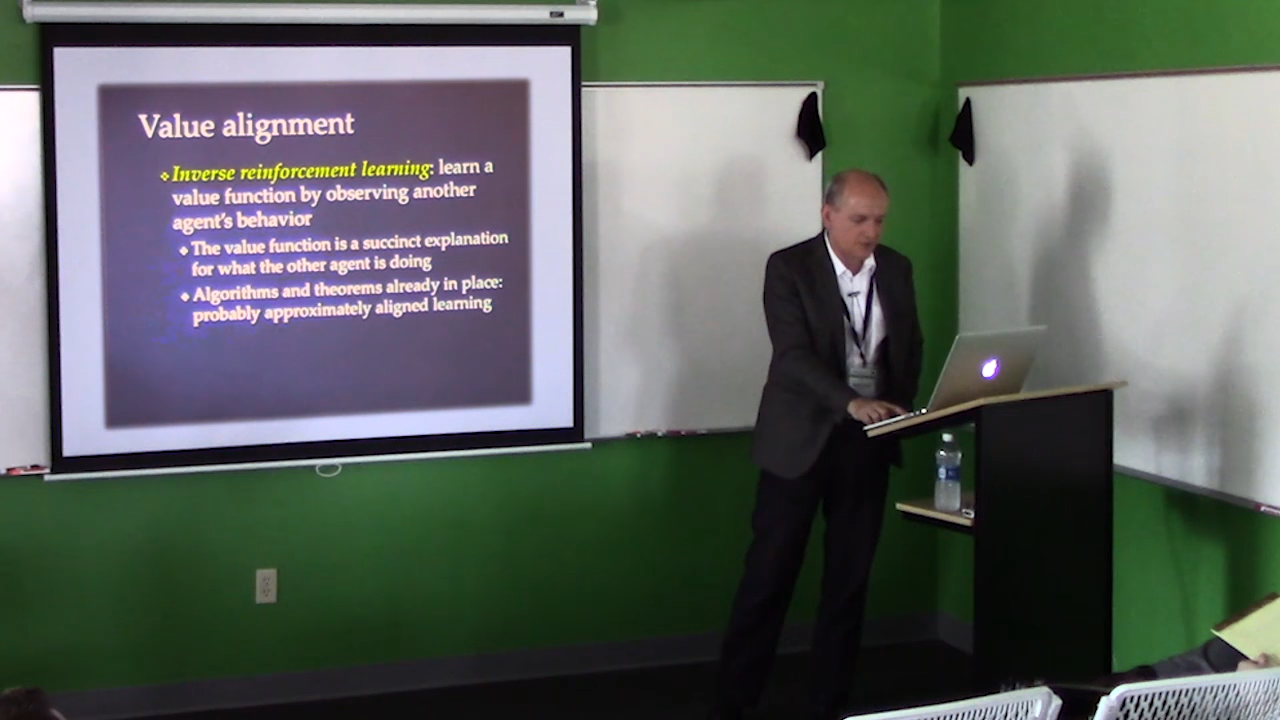 Value alignment
❖Inverse reinforcement learning: learn a
value function by observing another
agent's behavior
❖ The value function is a succinct explanation
for what the other agent is doing
❖ Algorithms and theorems already in place:
probably approximately aligned learning